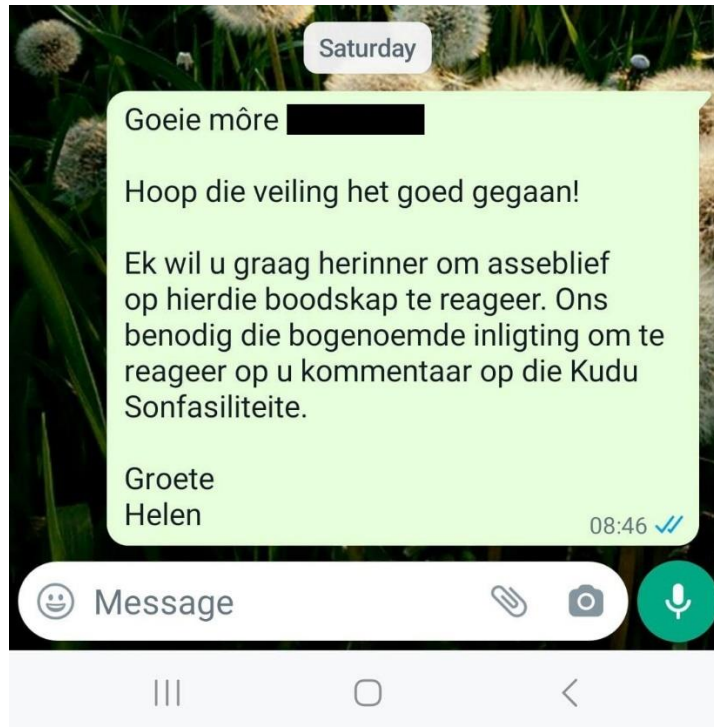 Saturday
Goeie môre
Hoop die veiling het goed gegaan!
Ek wil u graag herinner om asseblief
op hierdie boodskap te reageer. Ons
benodig die bogenoemde inligting om te
reageer op u kommentaar op die Kudu
Sonfasiliteite.
Groete
Helen
08:46
Message